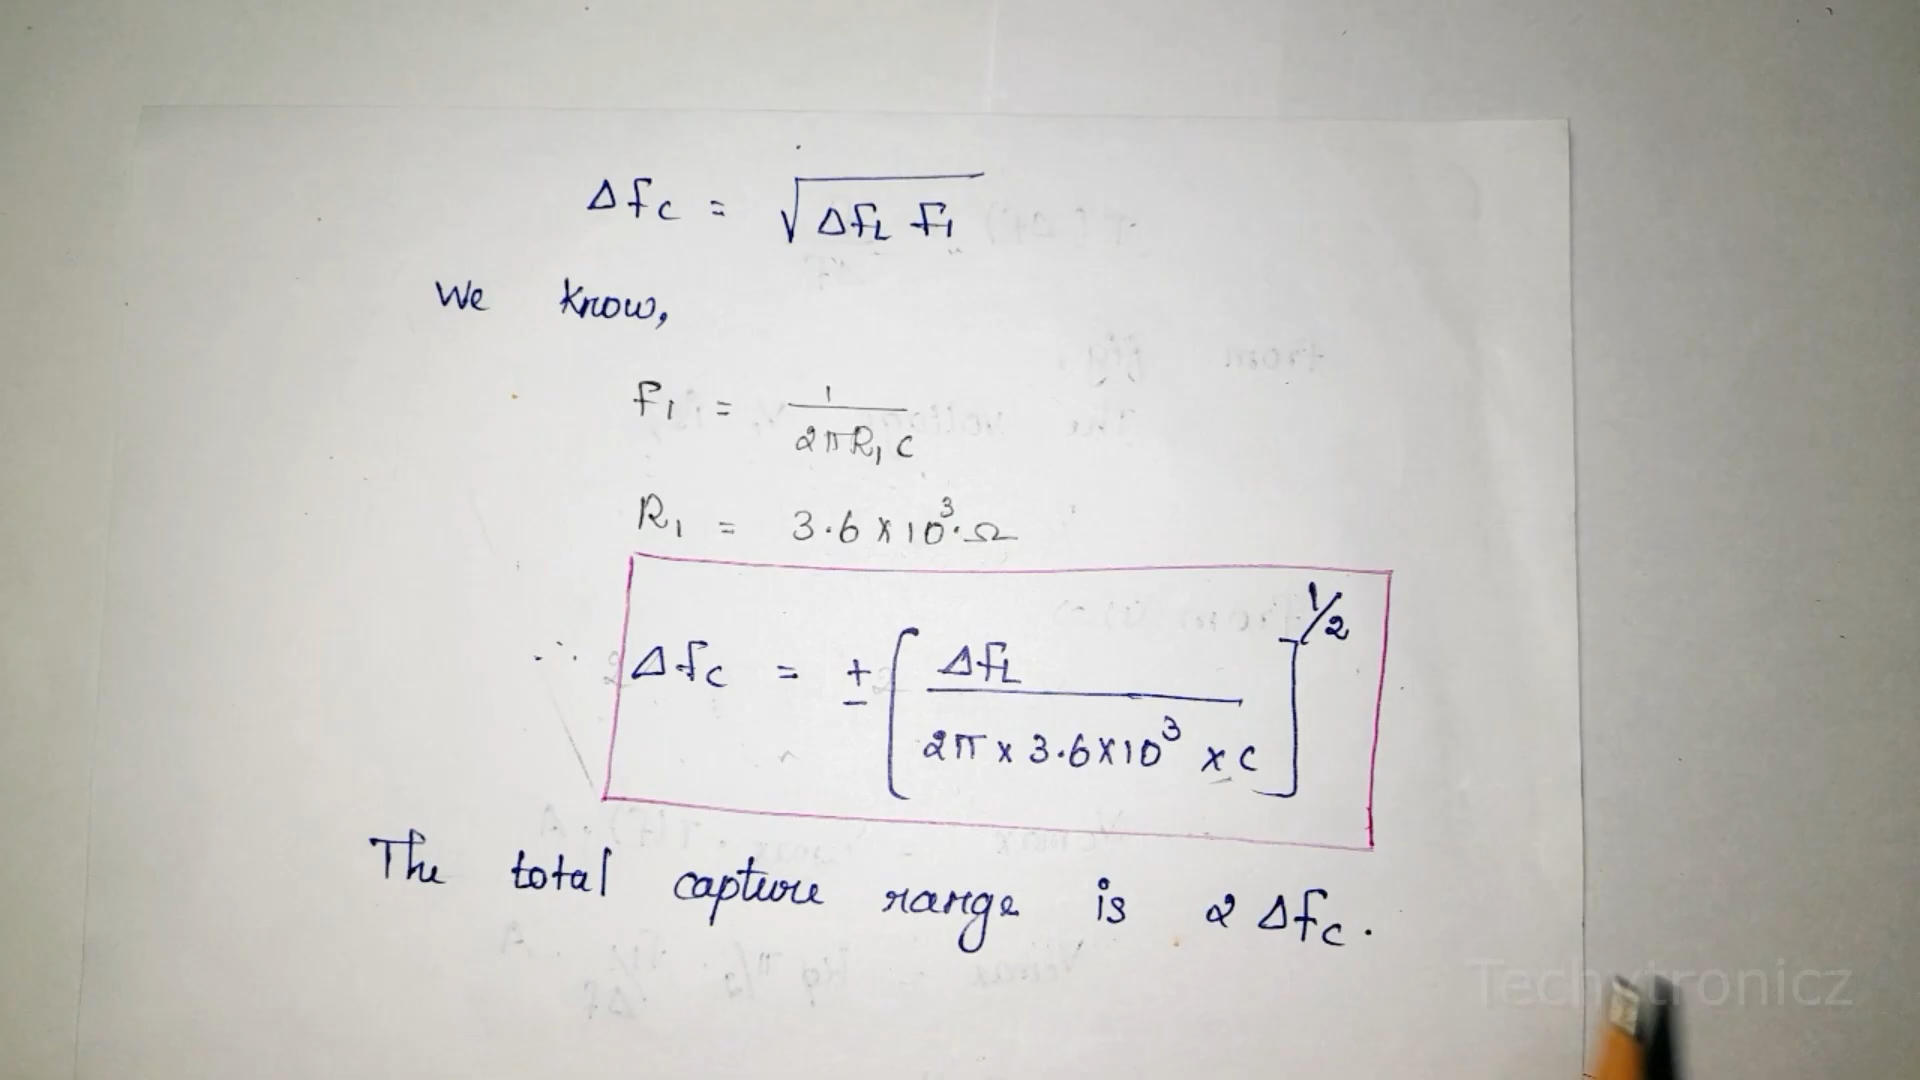 Δfc = √(ΔfL f1)
We know,
f1 = 1 / 2πR1C
R1 = 3.6×10³·Ω
∴ Δfc = ± [ ΔfL / 2π×3.6×10³×C ]^1/2
The total capture range is 2Δfc.
Techytronicz